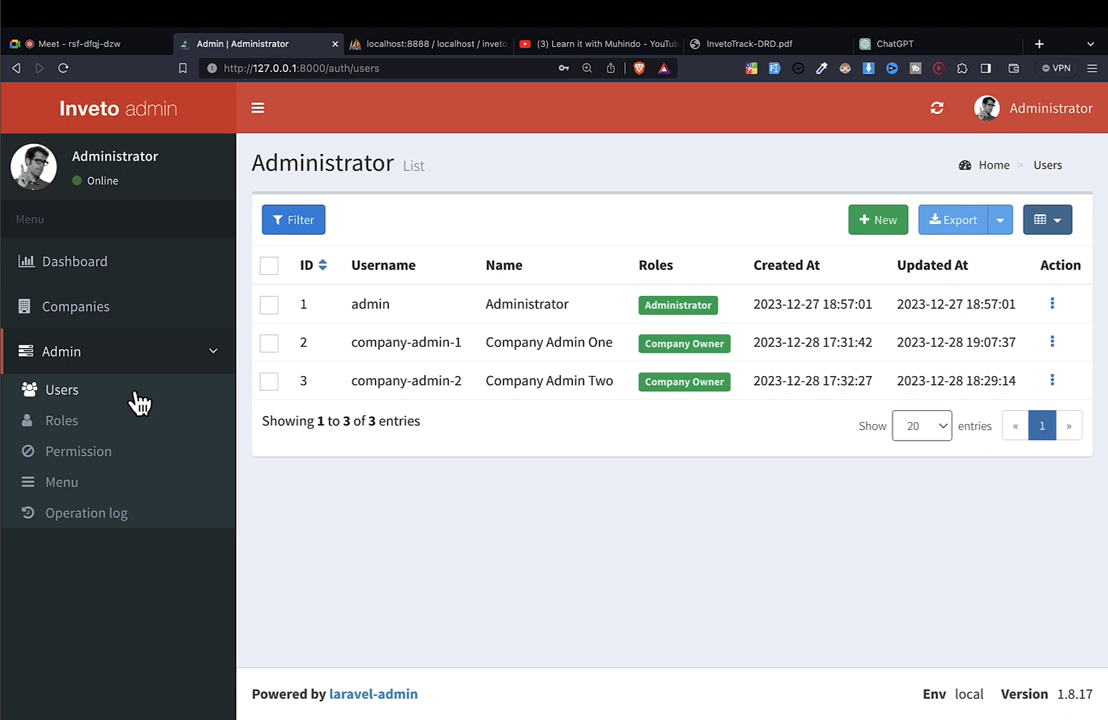 Meet - rsf-dfqj-dzw
Admin | Administrator
localhost:8888 / localhost / inveto
(3) Learn it with Muhindo - YouTub
InvetoTrack-DRD.pdf
ChatGPT
http://127.0.0.1:8000/auth/users
VPN
Inveto admin
Administrator
Administrator
Online
Administrator List
Home > Users
Menu
Filter
New
Export
Dashboard
ID Username Name Roles Created At Updated At Action
Companies
1 admin Administrator Administrator 2023-12-27 18:57:01 2023-12-27 18:57:01
2 company-admin-1 Company Admin One Company Owner 2023-12-28 17:31:42 2023-12-28 19:07:37
Admin
3 company-admin-2 Company Admin Two Company Owner 2023-12-28 17:32:27 2023-12-28 18:29:14
Users
Roles
Showing 1 to 3 of 3 entries
Show 20 entries « 1 »
Permission
Menu
Operation log
Powered by laravel-admin
Env local Version 1.8.17